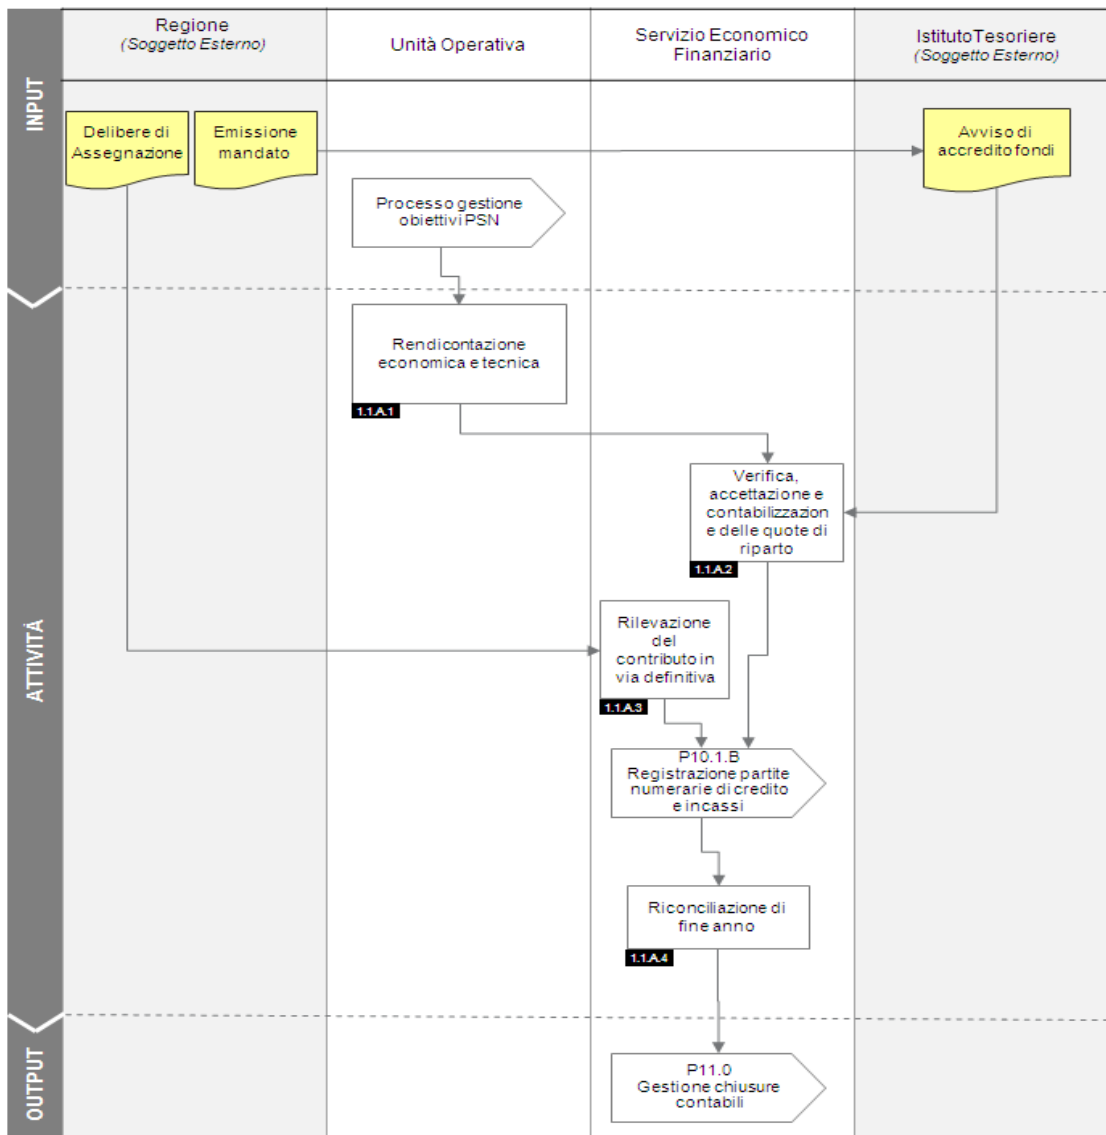 Regione
(Soggetto Esterno)
Unità Operativa
Servizio Economico
Finanziario
IstitutoTesoriere
(Soggetto Esterno)
INPUT
Delibere di
Assegnazione
Emissione
mandato
Avviso di
accredito fondi
Processo gestione
obiettivi PSN
ATTIVITÀ
Rendicontazione
economica e tecnica
1.1.A.1
Verifica,
accettazione e
contabilizzazion
e delle quote di
riparto
1.1.A.2
Rilevazione
del
contributo in
via definitiva
1.1.A.3
P10.1.B
Registrazione partite
numerarie di credito
e incassi
Riconciliazione di
fine anno
1.1.A.4
OUTPUT
P11.0
Gestione chiusure
contabili